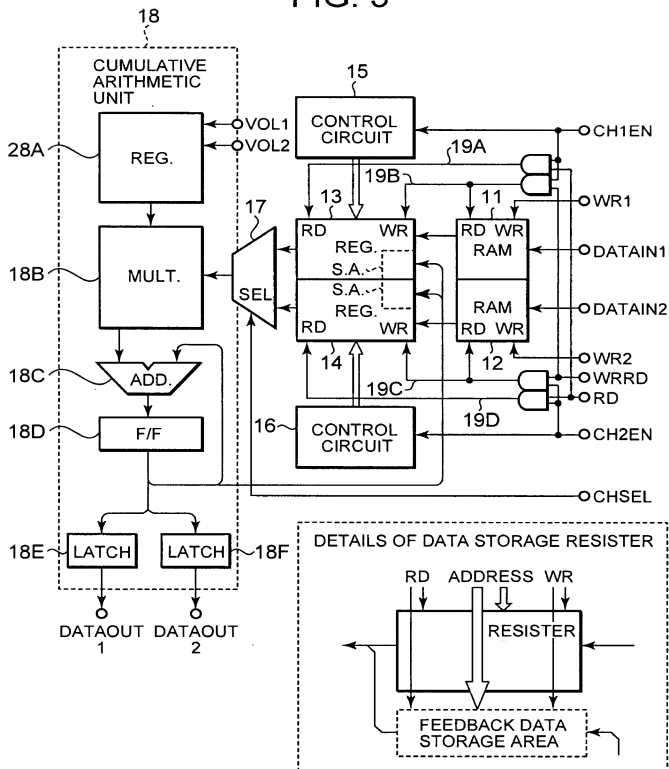 FIG. 3
18
CUMULATIVE
ARITHMETIC
UNIT
28A
REG.
VOL1
VOL2
15
CONTROL
CIRCUIT
CH1EN
19A
19B
WR1
17
13
11
RD
WR
REG.
RD WR
RAM
DATAIN1
18B
MULT.
SEL
S.A.
S.A.
REG.
RAM
DATAIN2
RD
WR
RD WR
14
12
WR2
18C
ADD.
19C
WRRD
RD
19D
18D
F/F
16
CONTROL
CIRCUIT
CH2EN
CHSEL
18E
LATCH
LATCH
18F
DATAOUT
1
DATAOUT
2
DETAILS OF DATA STORAGE RESISTER
RD ADDRESS WR
RESISTER
FEEDBACK DATA
STORAGE AREA